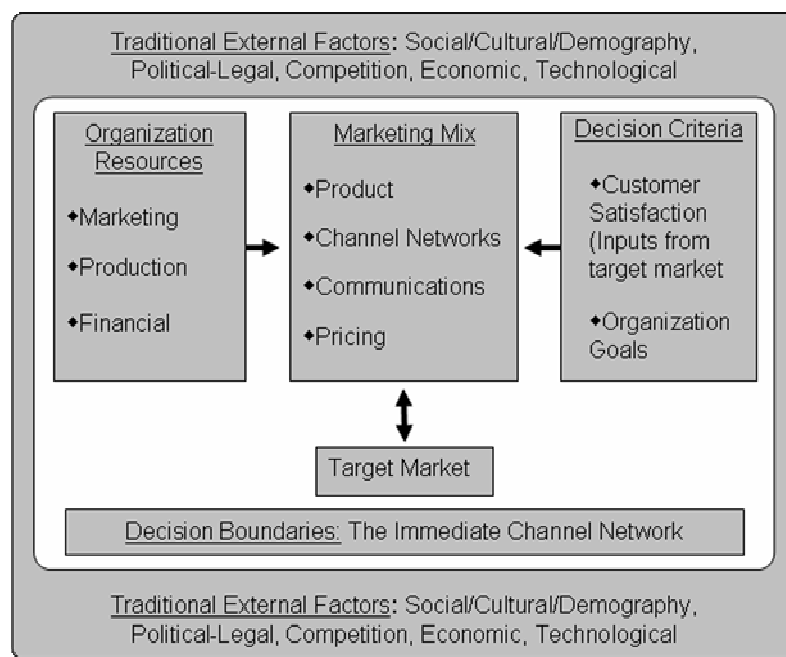 Traditional External Factors: Social/Cultural/Demography,
Political-Legal, Competition, Economic, Technological
Organization
Resources
◆Marketing
◆Production
◆Financial
Marketing Mix
◆Product
◆Channel Networks
◆Communications
◆Pricing
Decision Criteria
◆Customer
Satisfaction
(Inputs from
target market
◆Organization
Goals
Target Market
Decision Boundaries: The Immediate Channel Network
Traditional External Factors: Social/Cultural/Demography,
Political-Legal, Competition, Economic, Technological